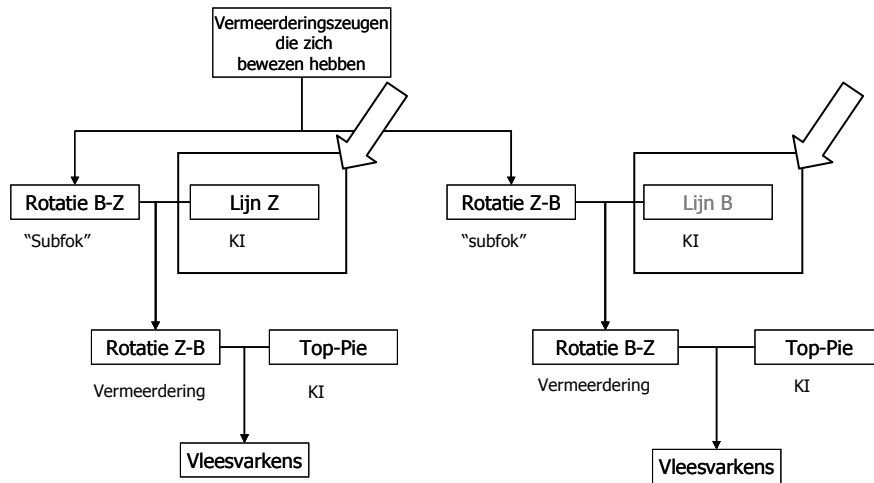 Vermeerderingszeugen
die zich
bewezen hebben
Rotatie B-Z
Lijn Z
Rotatie Z-B
Lijn B
"Subfok"
KI
"subfok"
KI
Rotatie Z-B
Top-Pie
Rotatie B-Z
Top-Pie
Vermeerdering
KI
Vermeerdering
KI
Vleesvarkens
Vleesvarkens